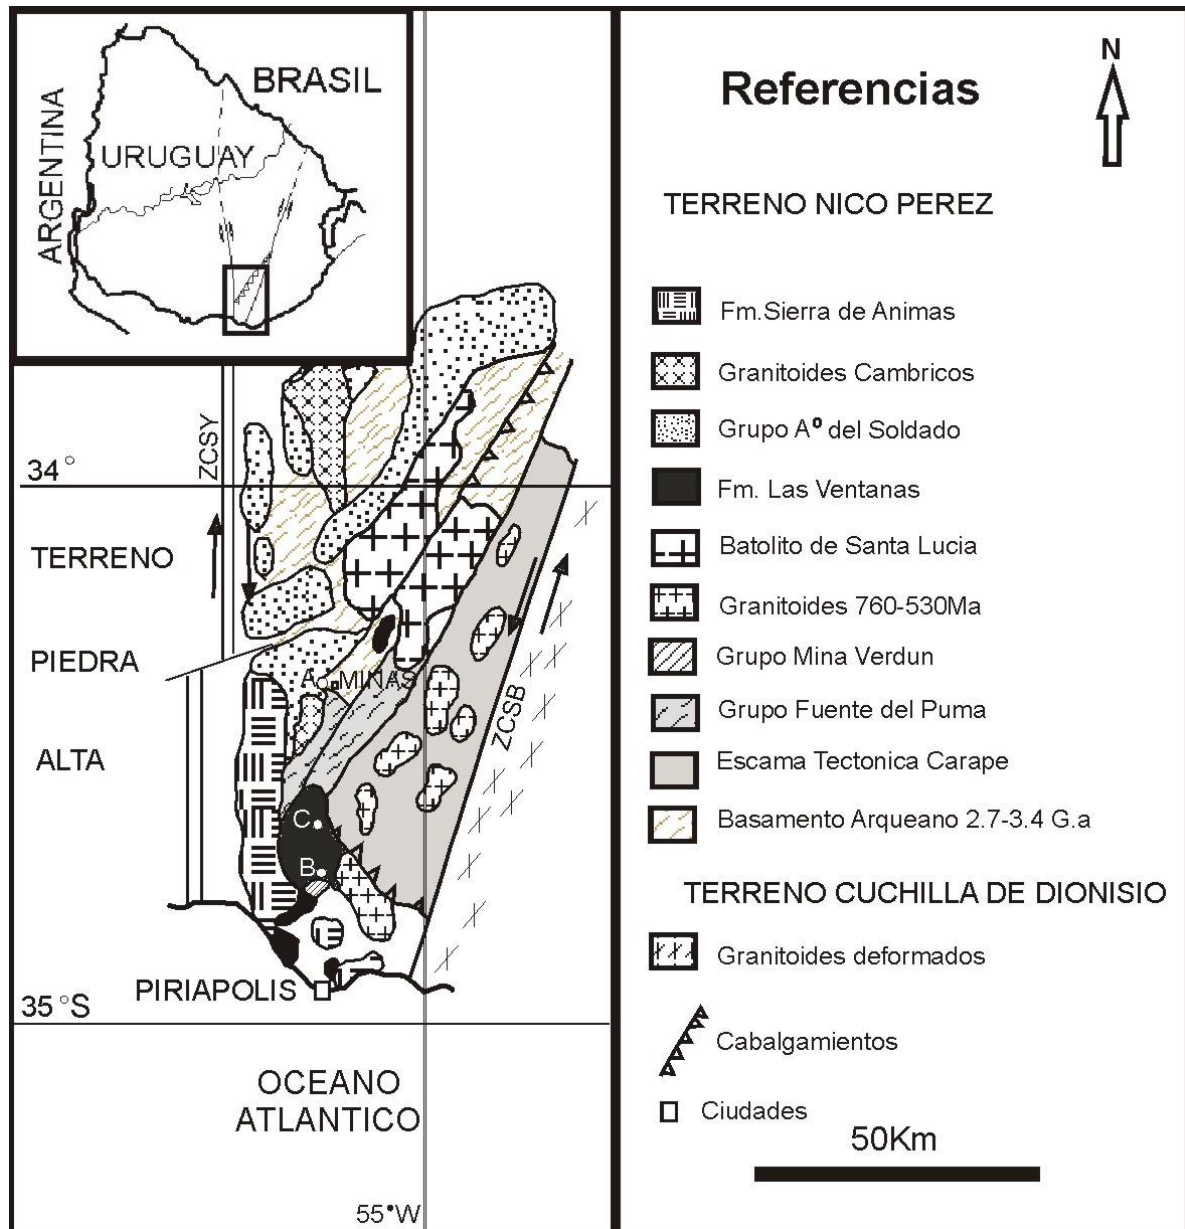 BRASIL
ARGENTINA
URUGUAY
ZCSY
34°
TERRENO
PIEDRA
ALTA
A
MINAS
ZCSB
C
B
PIRIAPOLIS
35°S
OCEANO
ATLANTICO
55°W
Referencias
N
TERRENO NICO PEREZ
Fm.Sierra de Animas
Granitoides Cambricos
Grupo Aº del Soldado
Fm. Las Ventanas
Batolito de Santa Lucia
Granitoides 760-530Ma
Grupo Mina Verdun
Grupo Fuente del Puma
Escama Tectonica Carape
Basamento Arqueano 2.7-3.4 G.a
TERRENO CUCHILLA DE DIONISIO
Granitoides deformados
Cabalgamientos
Ciudades
50Km